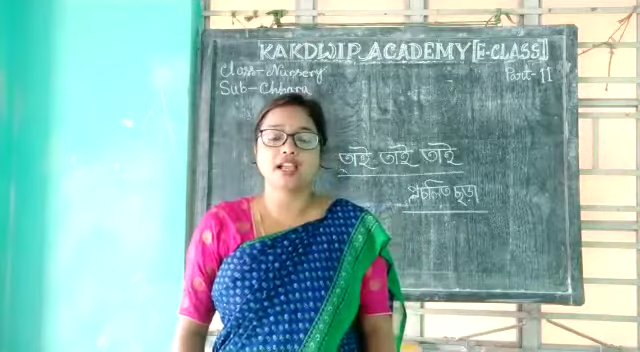 KAKDWIP ACADEMY [E-CLASS]
Class-Nursery
Part-II
Sub-Chhara
তাই তাই তাই
প্রচলিত ছড়া